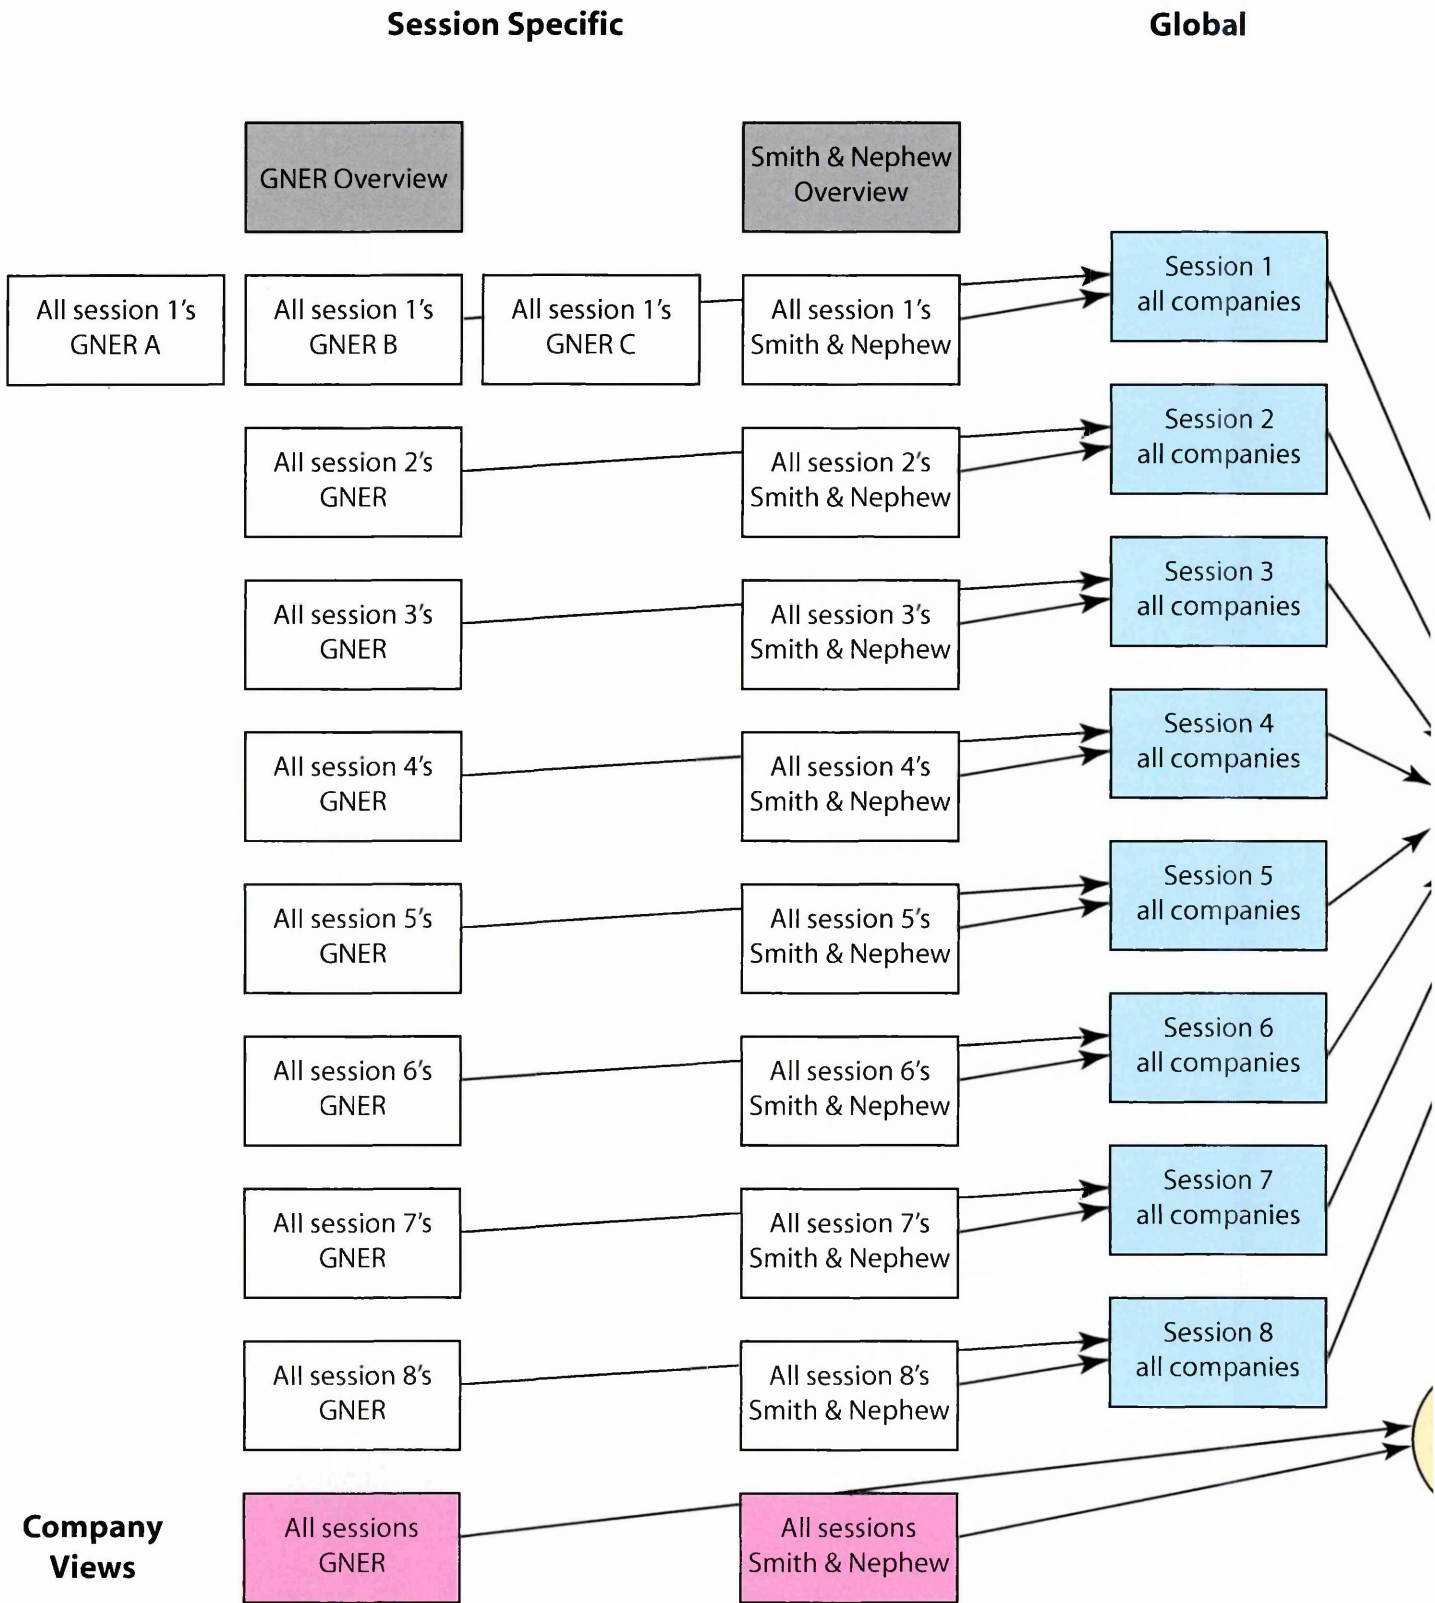 Session Specific
Global
GNER Overview
Smith & Nephew
Overview
Session 1
all companies
All session 1's
GNER A
All session 1's
GNER B
All session 1's
GNER C
All session 1's
Smith & Nephew
Session 2
all companies
All session 2's
GNER
All session 2's
Smith & Nephew
Session 3
all companies
All session 3's
GNER
All session 3's
Smith & Nephew
Session 4
all companies
All session 4's
GNER
All session 4's
Smith & Nephew
Session 5
all companies
All session 5's
GNER
All session 5's
Smith & Nephew
Session 6
all companies
All session 6's
GNER
All session 6's
Smith & Nephew
Session 7
all companies
All session 7's
GNER
All session 7's
Smith & Nephew
Session 8
all companies
All session 8's
GNER
All session 8's
Smith & Nephew
Company
Views
All sessions
GNER
All sessions
Smith & Nephew